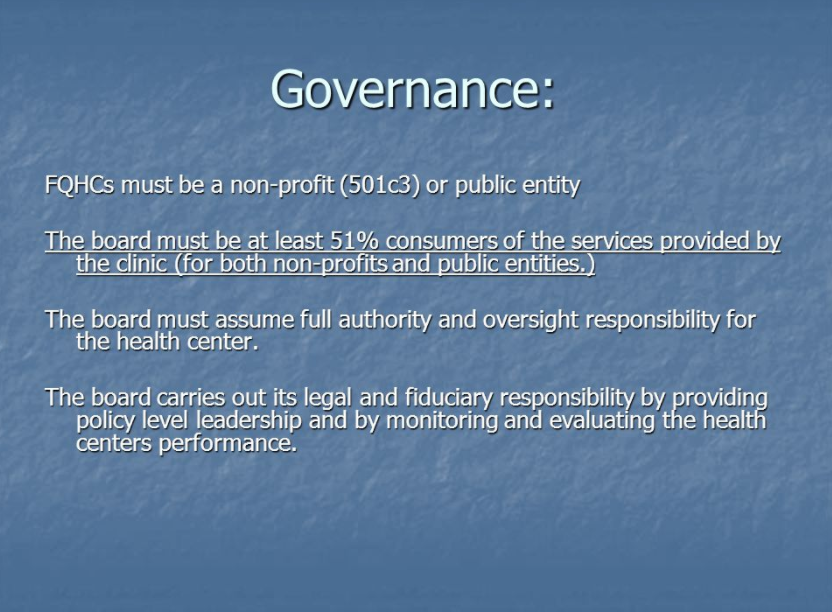 Governance:
FQHCs must be a non-profit (501c3) or public entity
The board must be at least 51% consumers of the services provided by
the clinic (for both non-profits and public entities.)
The board must assume full authority and oversight responsibility for
the health center.
The board carries out its legal and fiduciary responsibility by providing
policy level leadership and by monitoring and evaluating the health
centers performance.